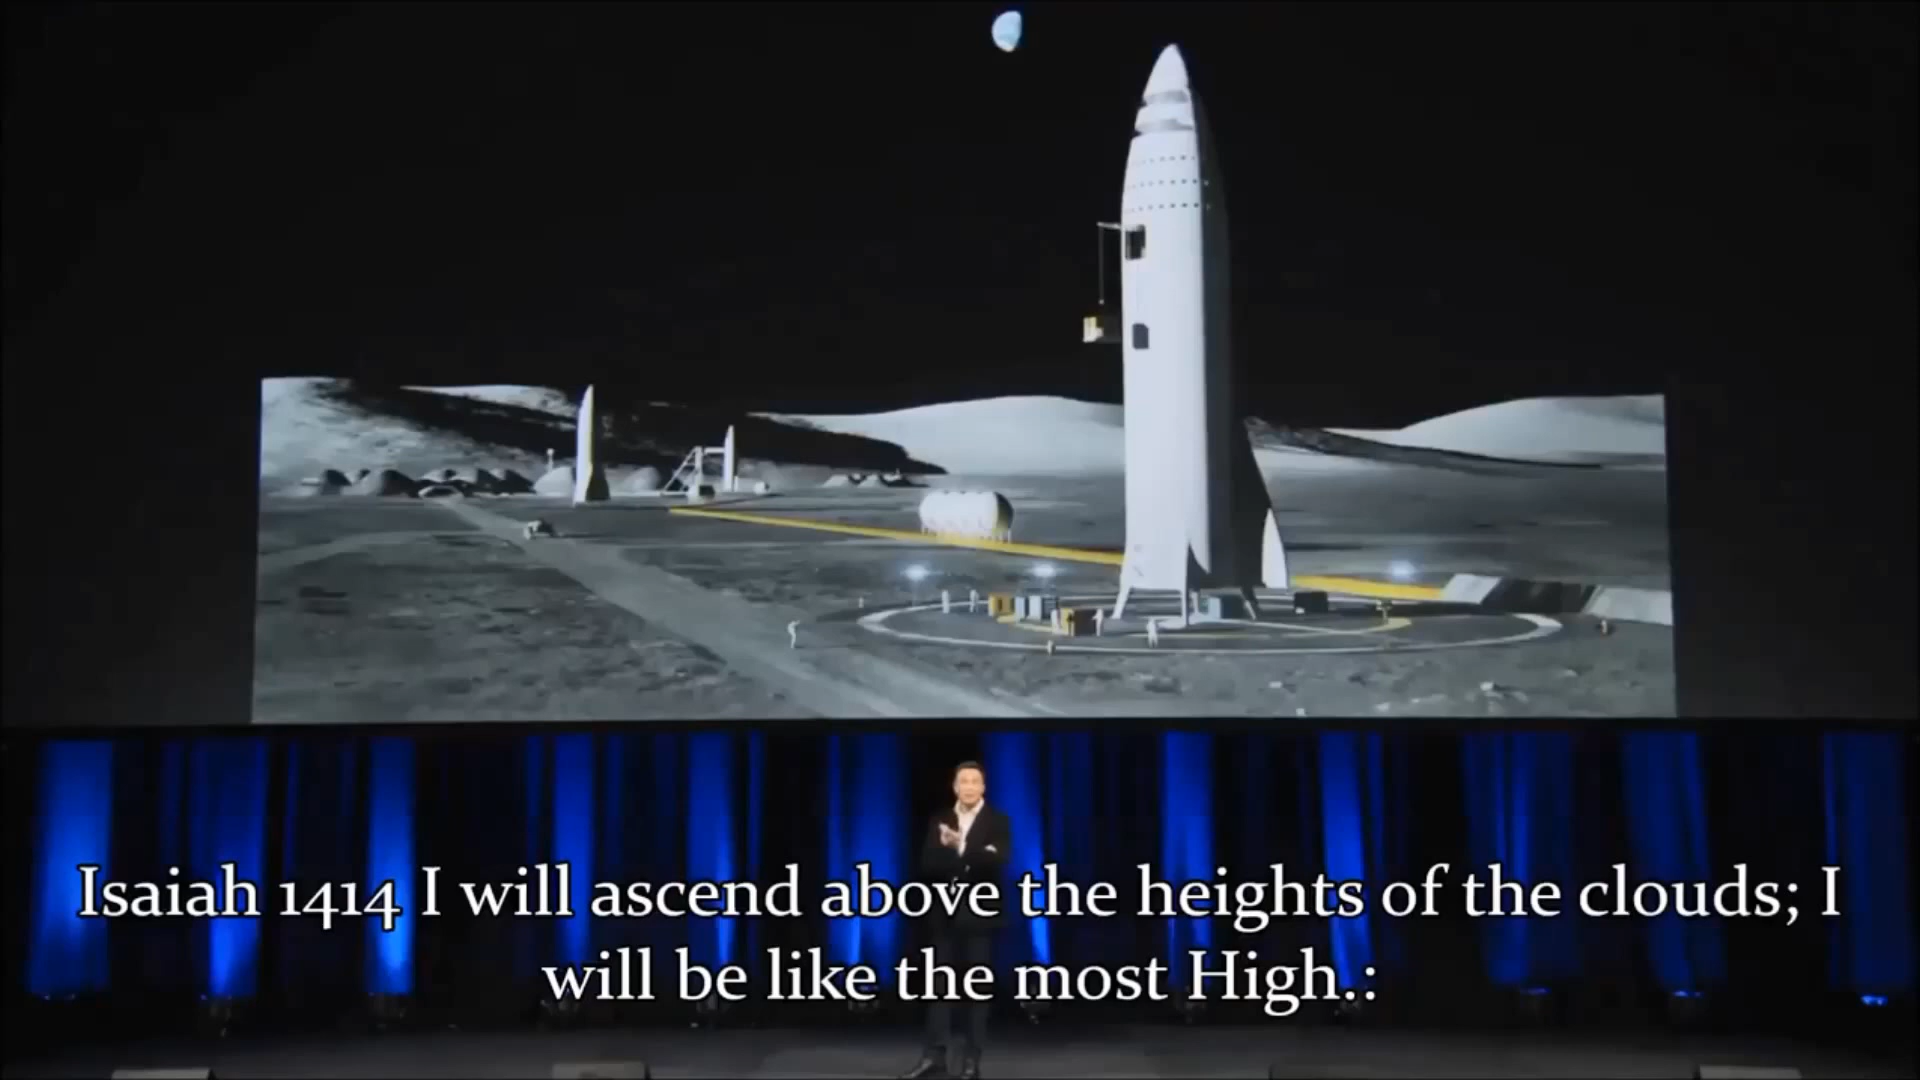 Isaiah 1414 I will ascend above the heights of the clouds; I
will be like the most High.: